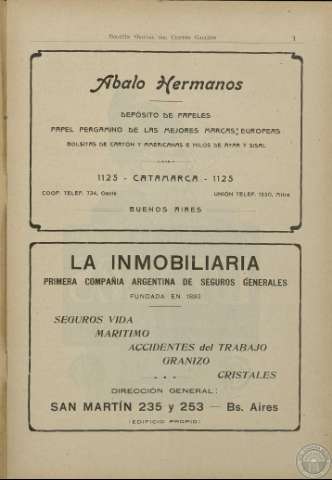 Boletín Oficial del Centro Gallego 1
Abalo Hermanos
DEPÓSITO DE PAPELES
PAPEL PERGAMINO DE LAS MEJORES MARCAS EUROPEAS
BOLSITAS DE CARTÓN Y AMERICANAS E HILOS DE ATAR Y SISAL
1125 - CATAMARCA - 1125
COOP. TELEF. 734, Oeste UNION TELEF. 1230, Mitre
BUENOS AIRES
LA INMOBILIARIA
PRIMERA COMPAÑIA ARGENTINA DE SEGUROS GENERALES
FUNDADA EN 1893
SEGUROS VIDA
MARITIMO
ACCIDENTES del TRABAJO
GRANIZO
CRISTALES
DIRECCIÓN GENERAL:
SAN MARTÍN 235 y 253 — Bs. Aires
(EDIFICIO PROPIO)